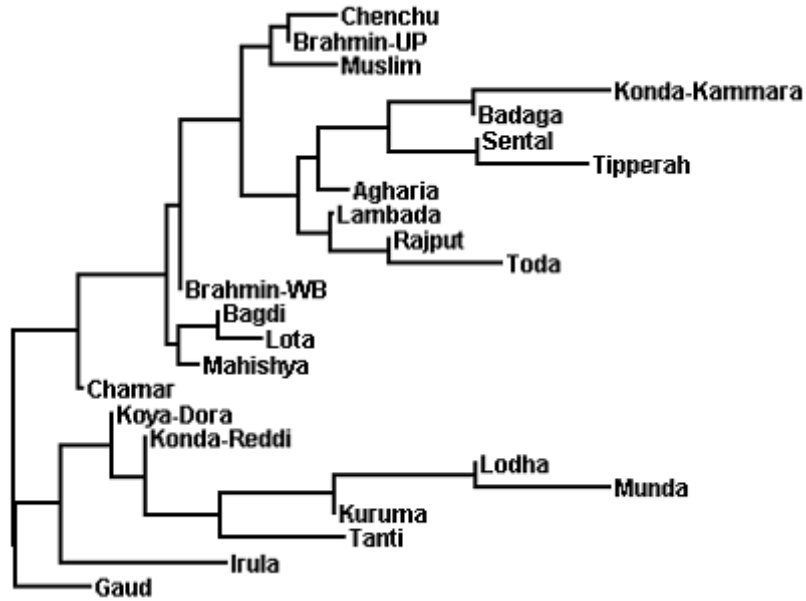 Chenchu
Brahmin-UP
Muslim
Konda-Kammara
Badaga
Sental
Tipperah
Agharia
Lambada
Rajput
Toda
Brahmin-WB
Bagdi
Lota
Mahishya
Chamar
Koya-Dora
Konda-Reddi
Lodha
Munda
Kuruma
Tanti
Irula
Gaud